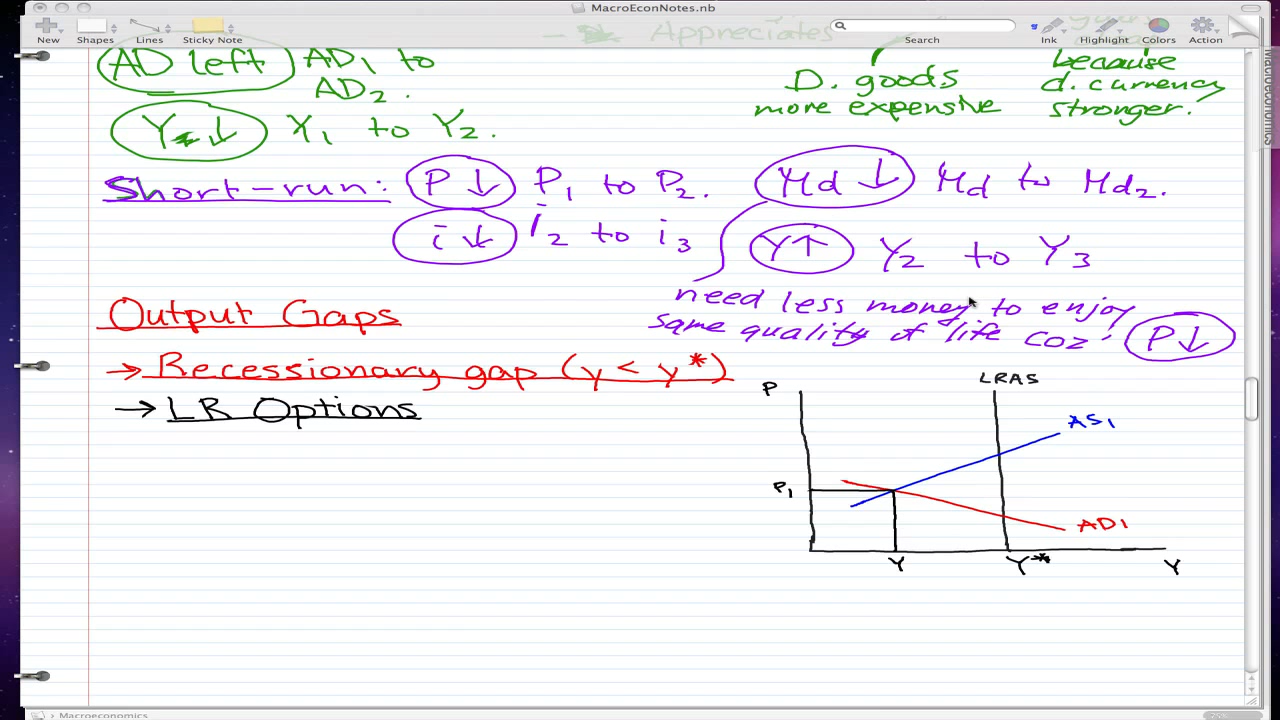 MacroEconNotes.nb
New Shapes Lines Sticky Note Search Ink Highlight Colors Action
Appreciates
AD left AD1 to
AD2.
Y ↓ Y1 to Y2.
D. goods
more expensive
because
d. currency
stronger.
Short-run: P ↓ P1 to P2. Md ↓ Md to Md2.
i ↓ i2 to i3 Y ↑ Y2 to Y3
need less money to enjoy
same quality of life coz: P ↓
Output Gaps
→ Recessionary gap (y < y*)
→ LR Options
P
LRAS
AS1
P1
AD1
Y
Y*
Y
Macroeconomics
Macroeconomics